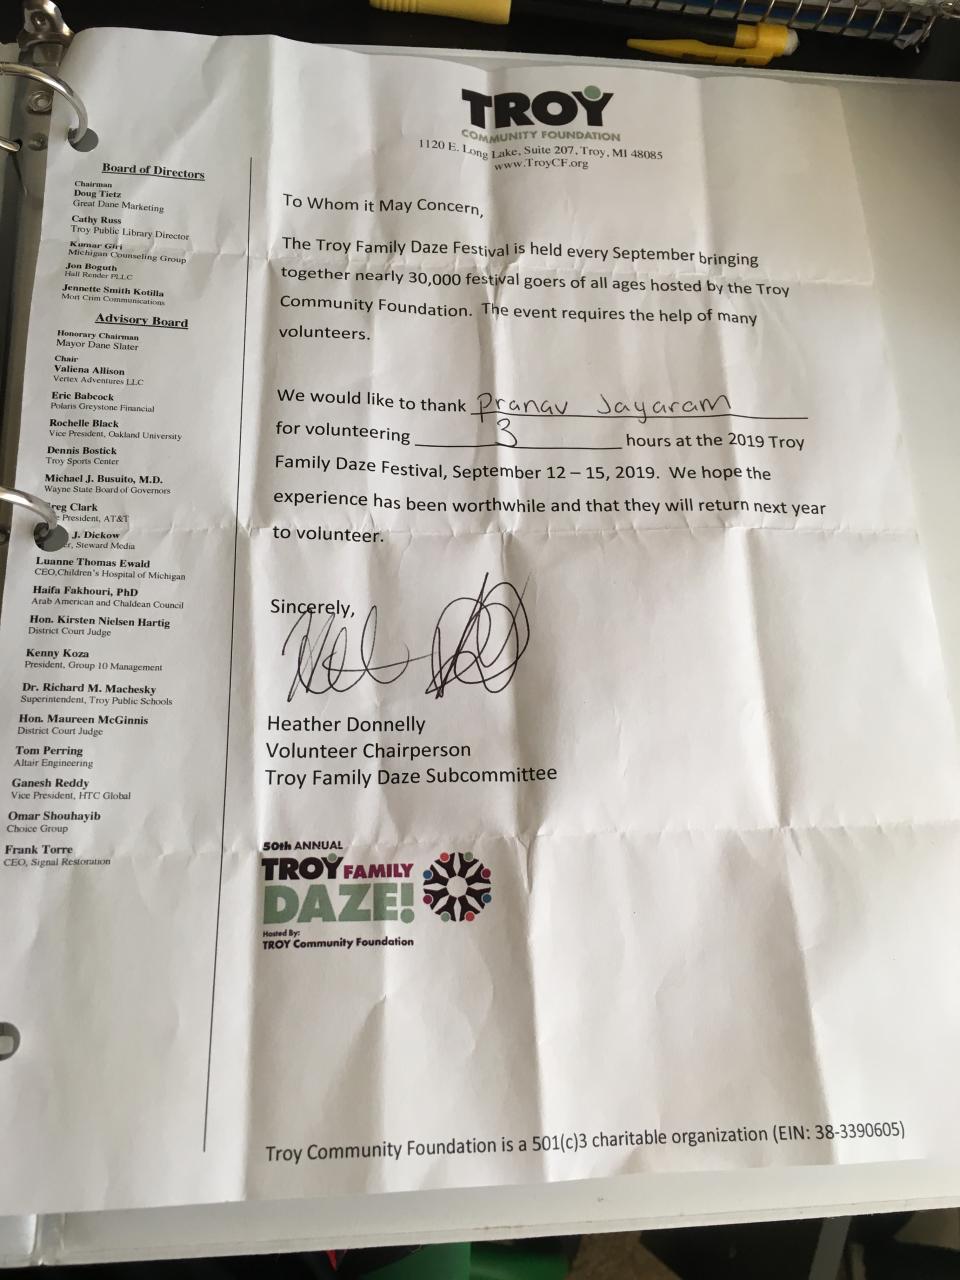 TROY
COMMUNITY FOUNDATION
1120 E. Long Lake, Suite 207, Troy, MI 48085
www.TroyCF.org
Board of Directors
Chairman
Doug Tietz
Great Dane Marketing
Cathy Russ
Troy Public Library Director
Kumar Giri
Michigan Counseling Group
Jon Boguth
Hall Render PLLC
Jennette Smith Kotilla
Mort Crim Communications
Advisory Board
Honorary Chairman
Mayor Dane Slater
Chair
Valiena Allison
Vertex Adventures LLC
Eric Babcock
Polaris Greystone Financial
Rochelle Black
Vice President, Oakland University
Dennis Bostick
Troy Sports Center
Michael J. Busuito, M.D.
Wayne State Board of Governors
reg Clark
President, AT&T
J. Dickow
Steward Media
Luanne Thomas Ewald
CEO,Children's Hospital of Michigan
Haifa Fakhouri, PhD
Arab American and Chaldean Council
Hon. Kirsten Nielsen Hartig
District Court Judge
Kenny Koza
President, Group 10 Management
Dr. Richard M. Machesky
Superintendent, Troy Public Schools
Hon. Maureen McGinnis
District Court Judge
Tom Perring
Altair Engineering
Ganesh Reddy
Vice President, HTC Global
Omar Shouhayib
Choice Group
Frank Torre
CEO, Signal Restoration
To Whom it May Concern,
The Troy Family Daze Festival is held every September bringing
together nearly 30,000 festival goers of all ages hosted by the Troy
Community Foundation. The event requires the help of many
volunteers.
We would like to thank Pranav Jayaram
for volunteering 3 hours at the 2019 Troy
Family Daze Festival, September 12 – 15, 2019. We hope the
experience has been worthwhile and that they will return next year
to volunteer.
Sincerely,
Heather Donnelly
Volunteer Chairperson
Troy Family Daze Subcommittee
50th ANNUAL
TROY FAMILY
DAZE!
Hosted By:
TROY Community Foundation
Troy Community Foundation is a 501(c)3 charitable organization (EIN: 38-3390605)